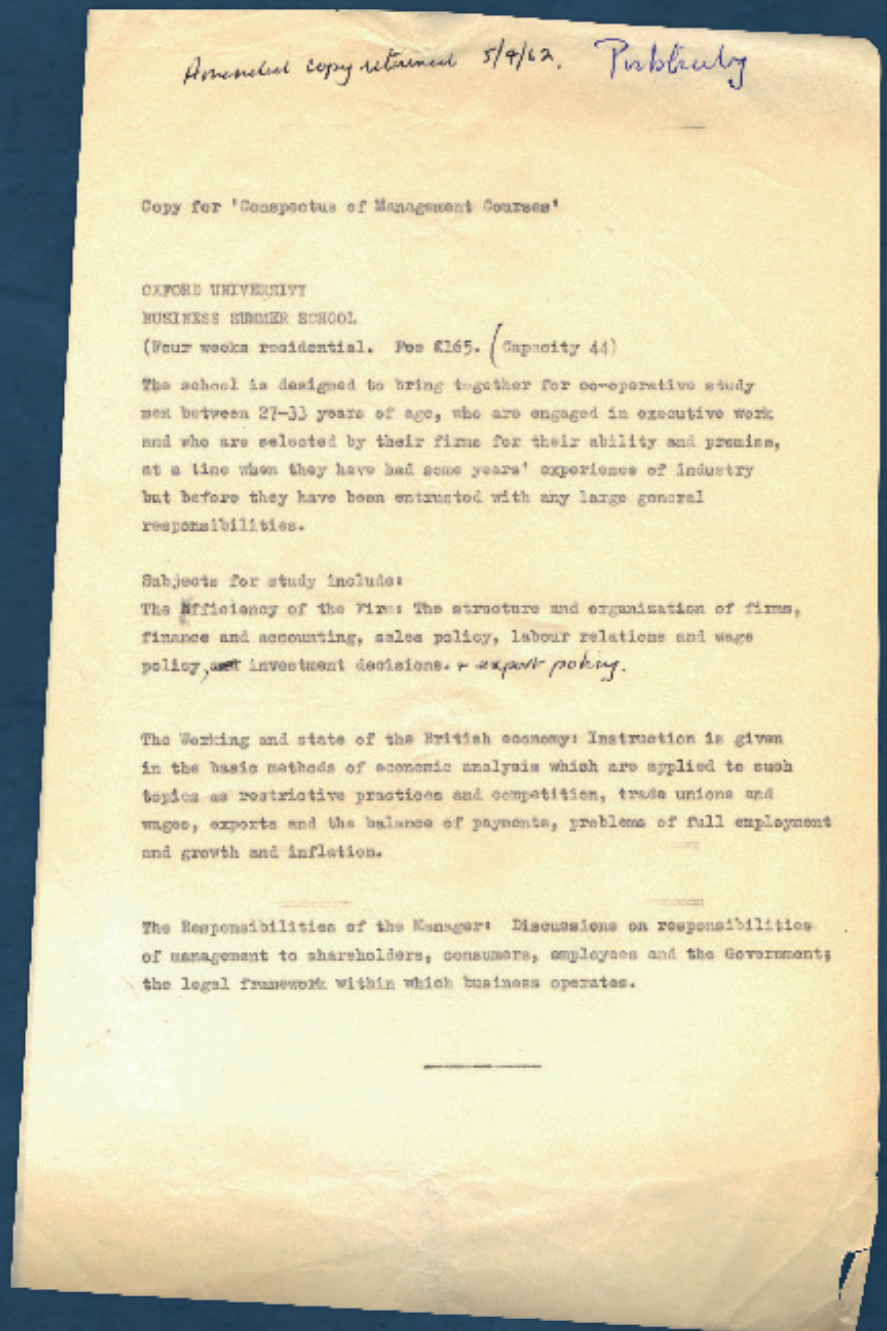 Amended copy returned 5/4/62. Publicity
Copy for 'Conspectus of Management Courses'
OXFORD UNIVERSIVY
BUSINESS SUMMER SCHOOL
(Four weeks residential. Fee £165. (Capacity 44)
The school is designed to bring together for co-operative study
men between 27-33 years of age, who are engaged in executive work
and who are selected by their firms for their ability and promise,
at a time when they have had some years' experience of industry
but before they have been entrusted with any large general
responsibilities.
Subjects for study include:
The Efficiency of the Firm: The structure and organization of firms,
finance and accounting, sales policy, labour relations and wage
policy, and investment decisions. + export policy.
The Working and state of the British economy: Instruction is given
in the basic methods of economic analysis which are applied to such
topics as restrictive practices and competition, trade unions and
wages, exports and the balance of payments, problems of full employment
and growth and inflation.
The Responsibilities of the Manager: Discussions on responsibilities
of management to shareholders, consumers, employees and the Government;
the legal framework within which business operates.